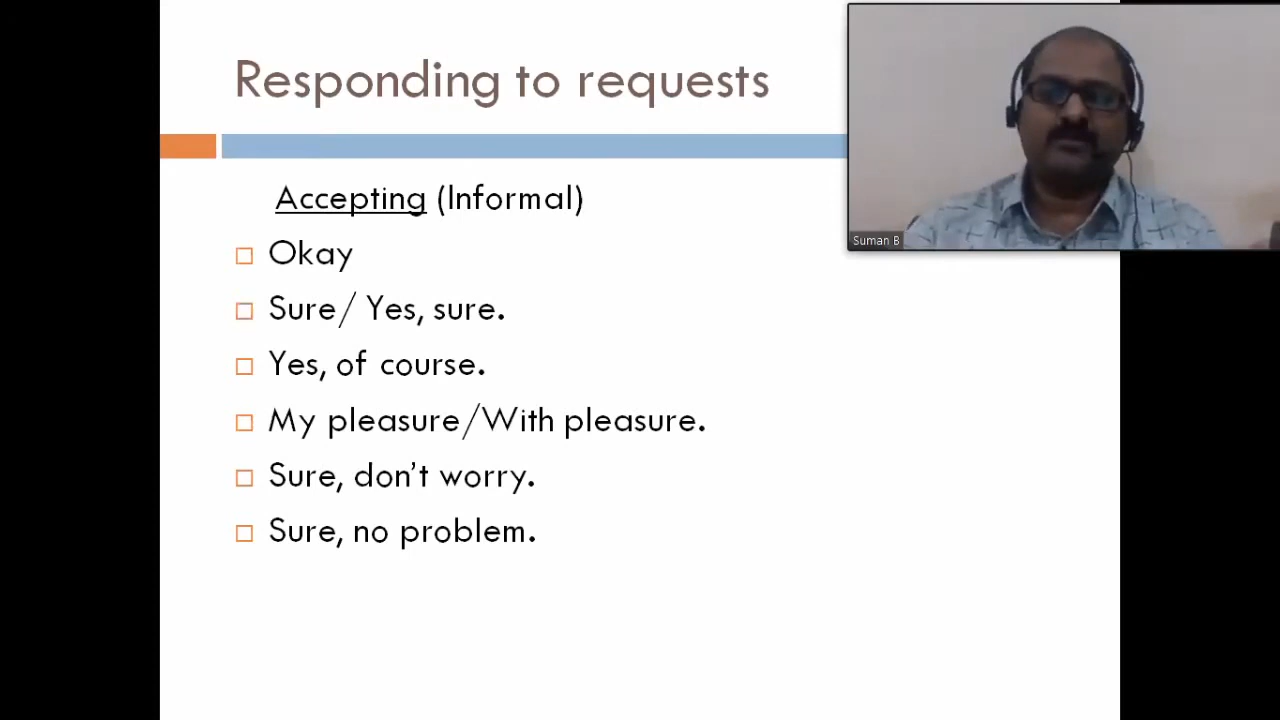 Responding to requests
Accepting (Informal)
Okay
Sure/ Yes, sure.
Yes, of course.
My pleasure/With pleasure.
Sure, don’t worry.
Sure, no problem.
Suman B